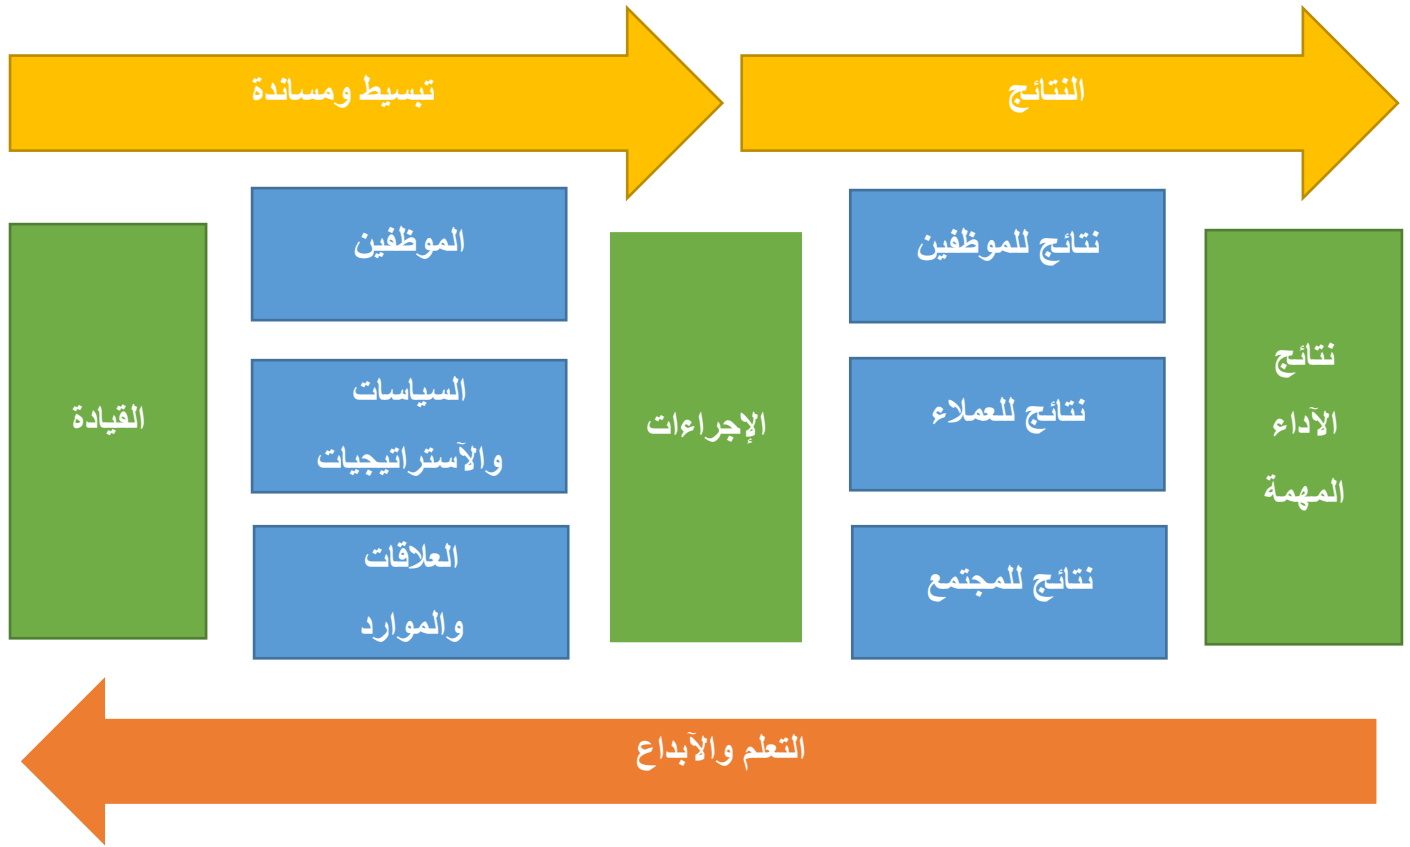 تبسيط ومساندة
النتائج
القيادة
الموظفين
السياسات
والآستراتيجيات
العلاقات
والموارد
الإجراءات
نتائج للموظفين
نتائج للعملاء
نتائج للمجتمع
نتائج
الآداء
المهمة
التعلم والآبداع